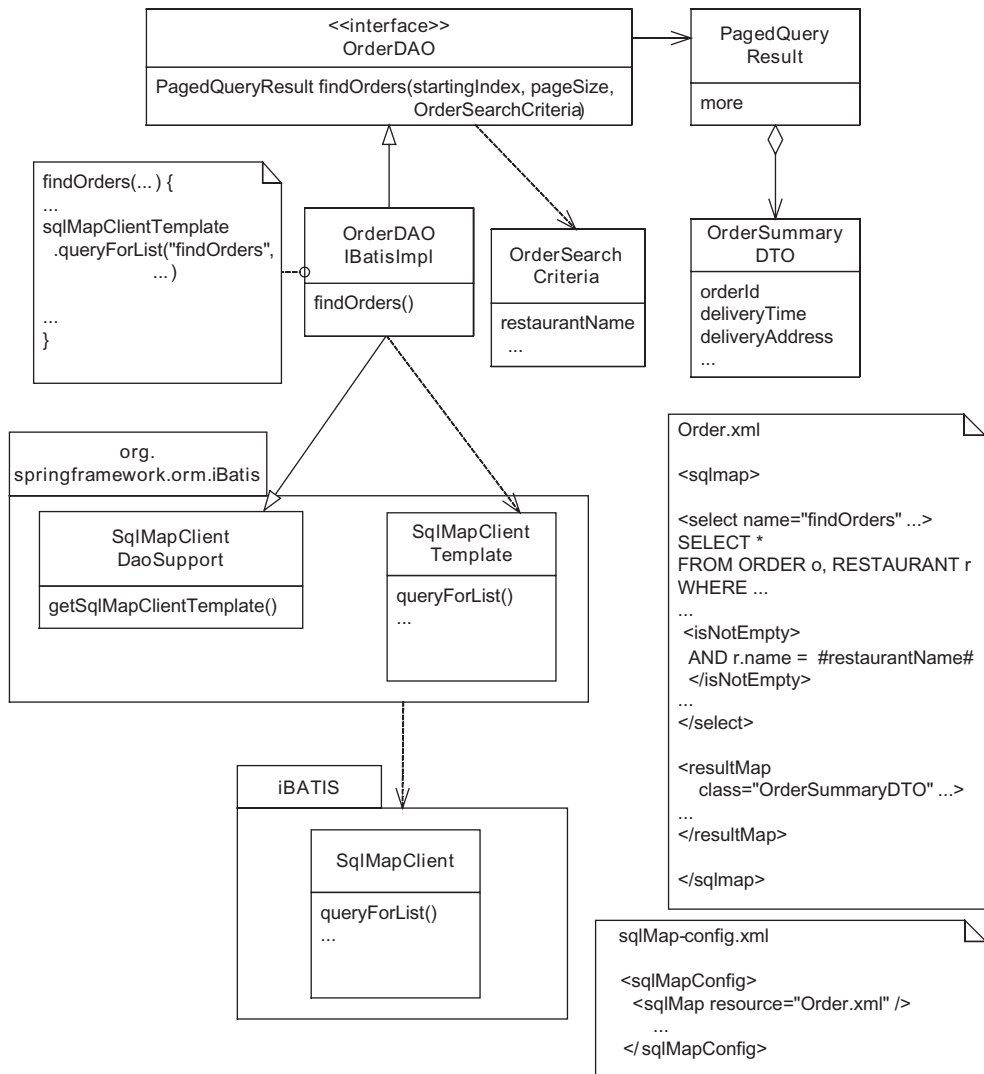 <<interface>>
OrderDAO
PagedQueryResult findOrders(startingIndex, pageSize,
OrderSearchCriteria)
PagedQuery
Result
more
findOrders(...) {
...
sqlMapClientTemplate
.queryForList("findOrders",
...)
...
}
OrderDAO
IBatisImpl
findOrders()
OrderSearch
Criteria
restaurantName
...
OrderSummary
DTO
orderId
deliveryTime
deliveryAddress
...
org.
springframework.orm.iBatis
SqlMapClient
DaoSupport
getSqlMapClientTemplate()
SqlMapClient
Template
queryForList()
...
iBATIS
SqlMapClient
queryForList()
...
Order.xml
<sqlmap>
<select name="findOrders" ...>
SELECT *
FROM ORDER o, RESTAURANT r
WHERE ...
...
<isNotEmpty>
AND r.name = #restaurantName#
</isNotEmpty>
...
</select>
<resultMap
class="OrderSummaryDTO" ...>
...
</resultMap>
</sqlmap>
sqlMap-config.xml
<sqlMapConfig>
<sqlMap resource="Order.xml" />
...
</sqlMapConfig>